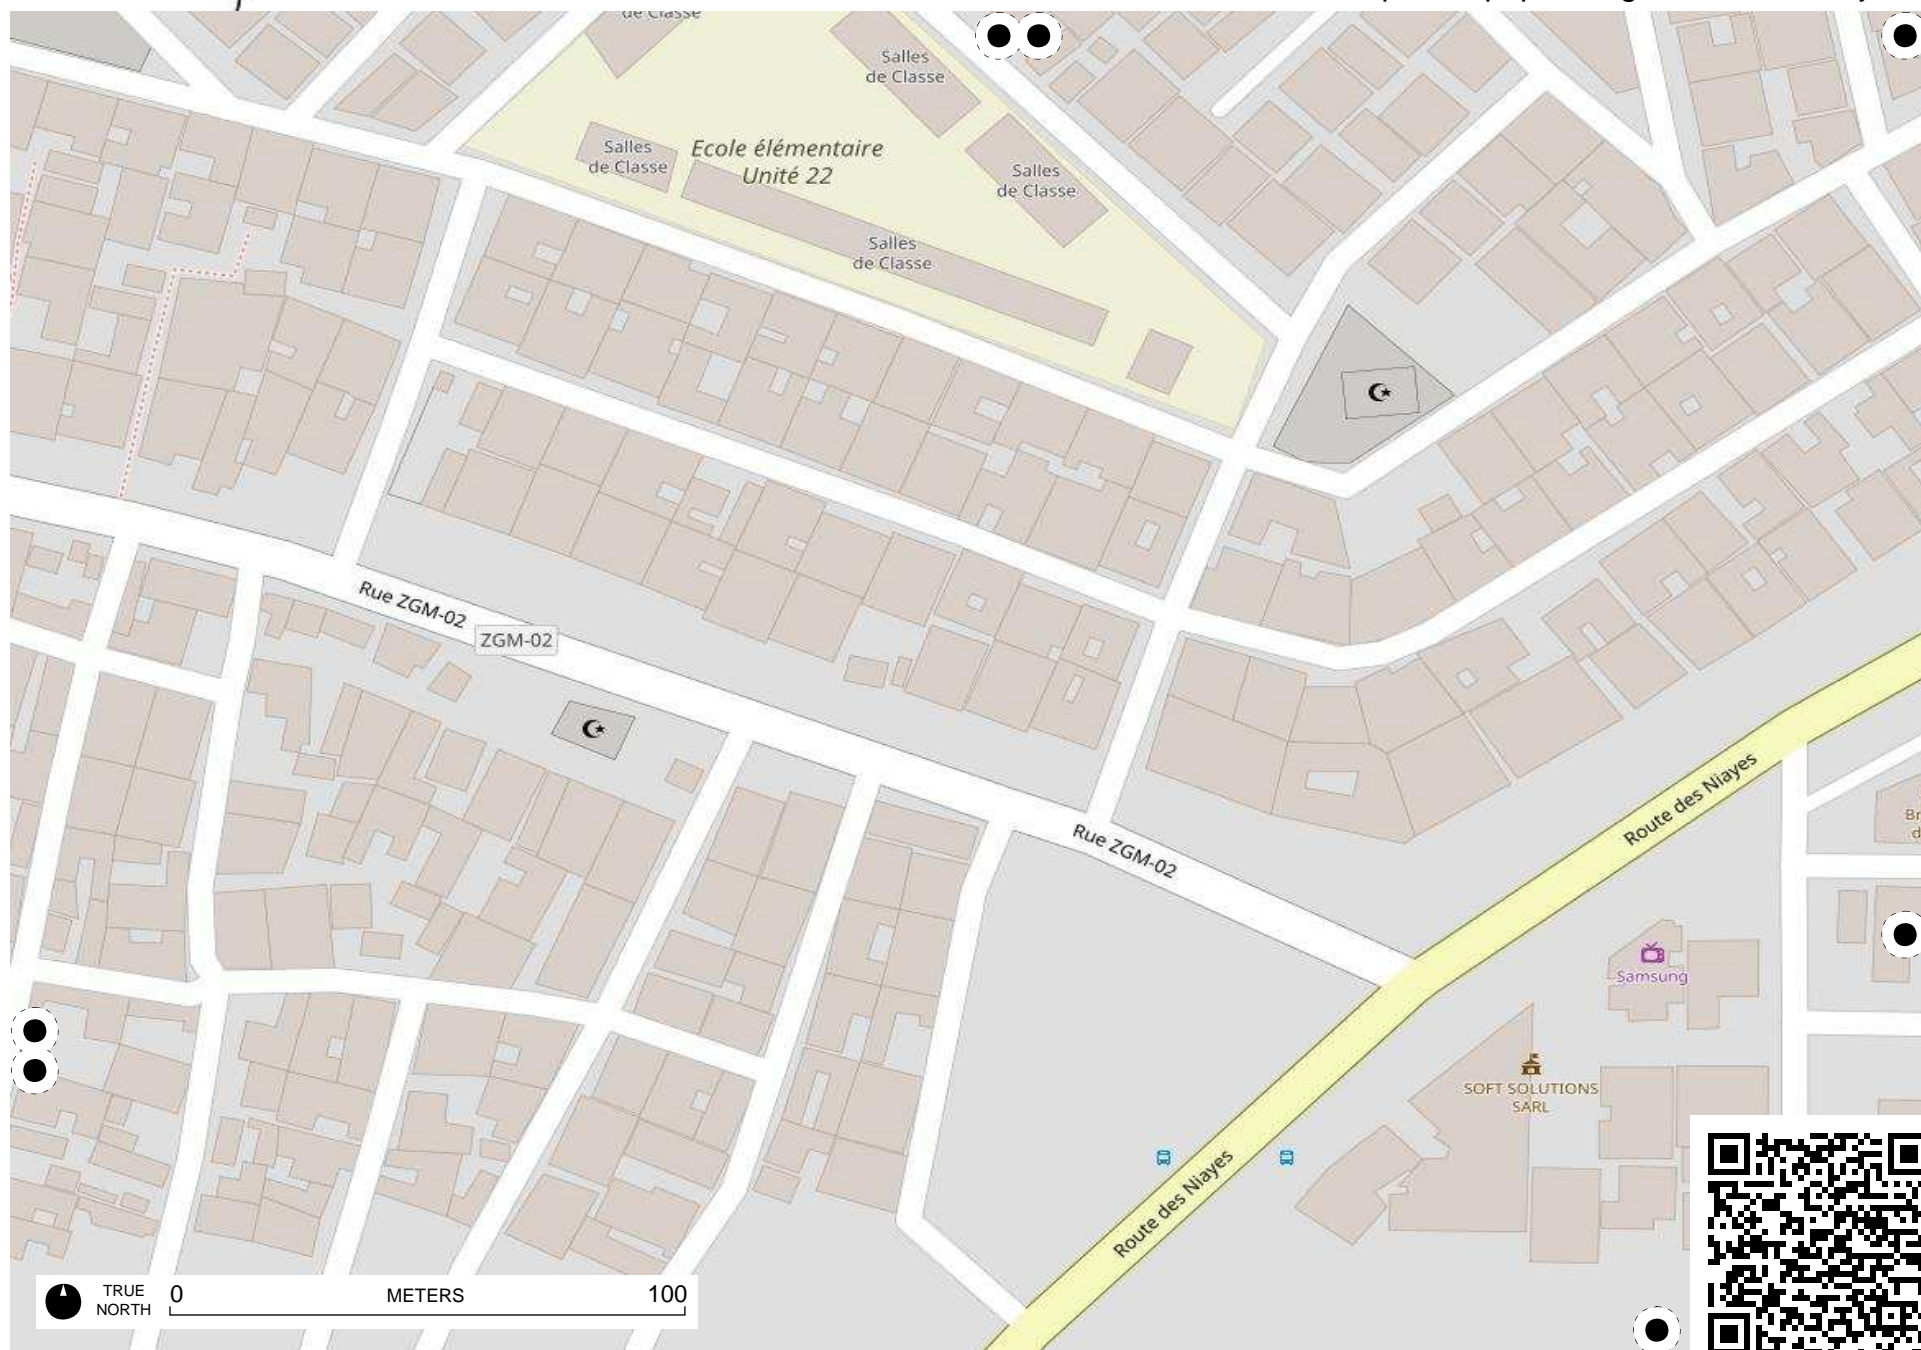 de Classe
Salles
de Classe
Salles
de Classe
Ecole élémentaire
Unité 22
Salles
de Classe
Salles
de Classe
Rue ZGM-02
ZGM-02
Route des Niayes
Rue ZGM-02
Samsung
SOFT SOLUTIONS
SARL
Route des Niayes
TRUE
NORTH
0
METERS
100